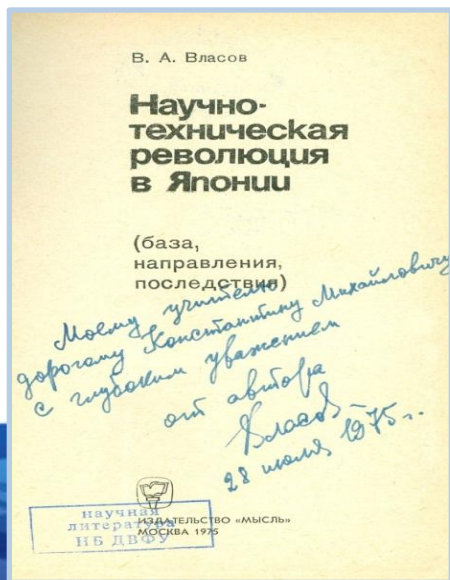 В. А. Власов
Научно-
техническая
революция
в Японии
(база,
направления,
последствия)
Моему учителю
дорогому Константину Михайловичу
с глубоким уважением
от автора
Власов
28 июля 1975 г.
научная
литература
НБ ДВФУ
ИЗДАТЕЛЬСТВО «МЫСЛЬ»
МОСКВА 1975